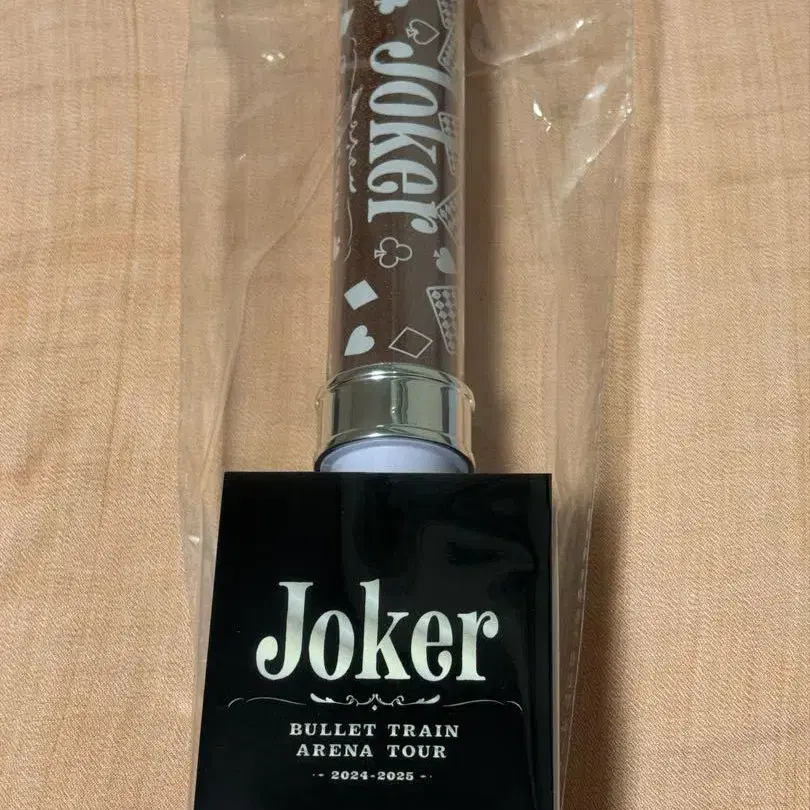 Joker
Joker
BULLET TRAIN
ARENA TOUR
- 2024-2025 -